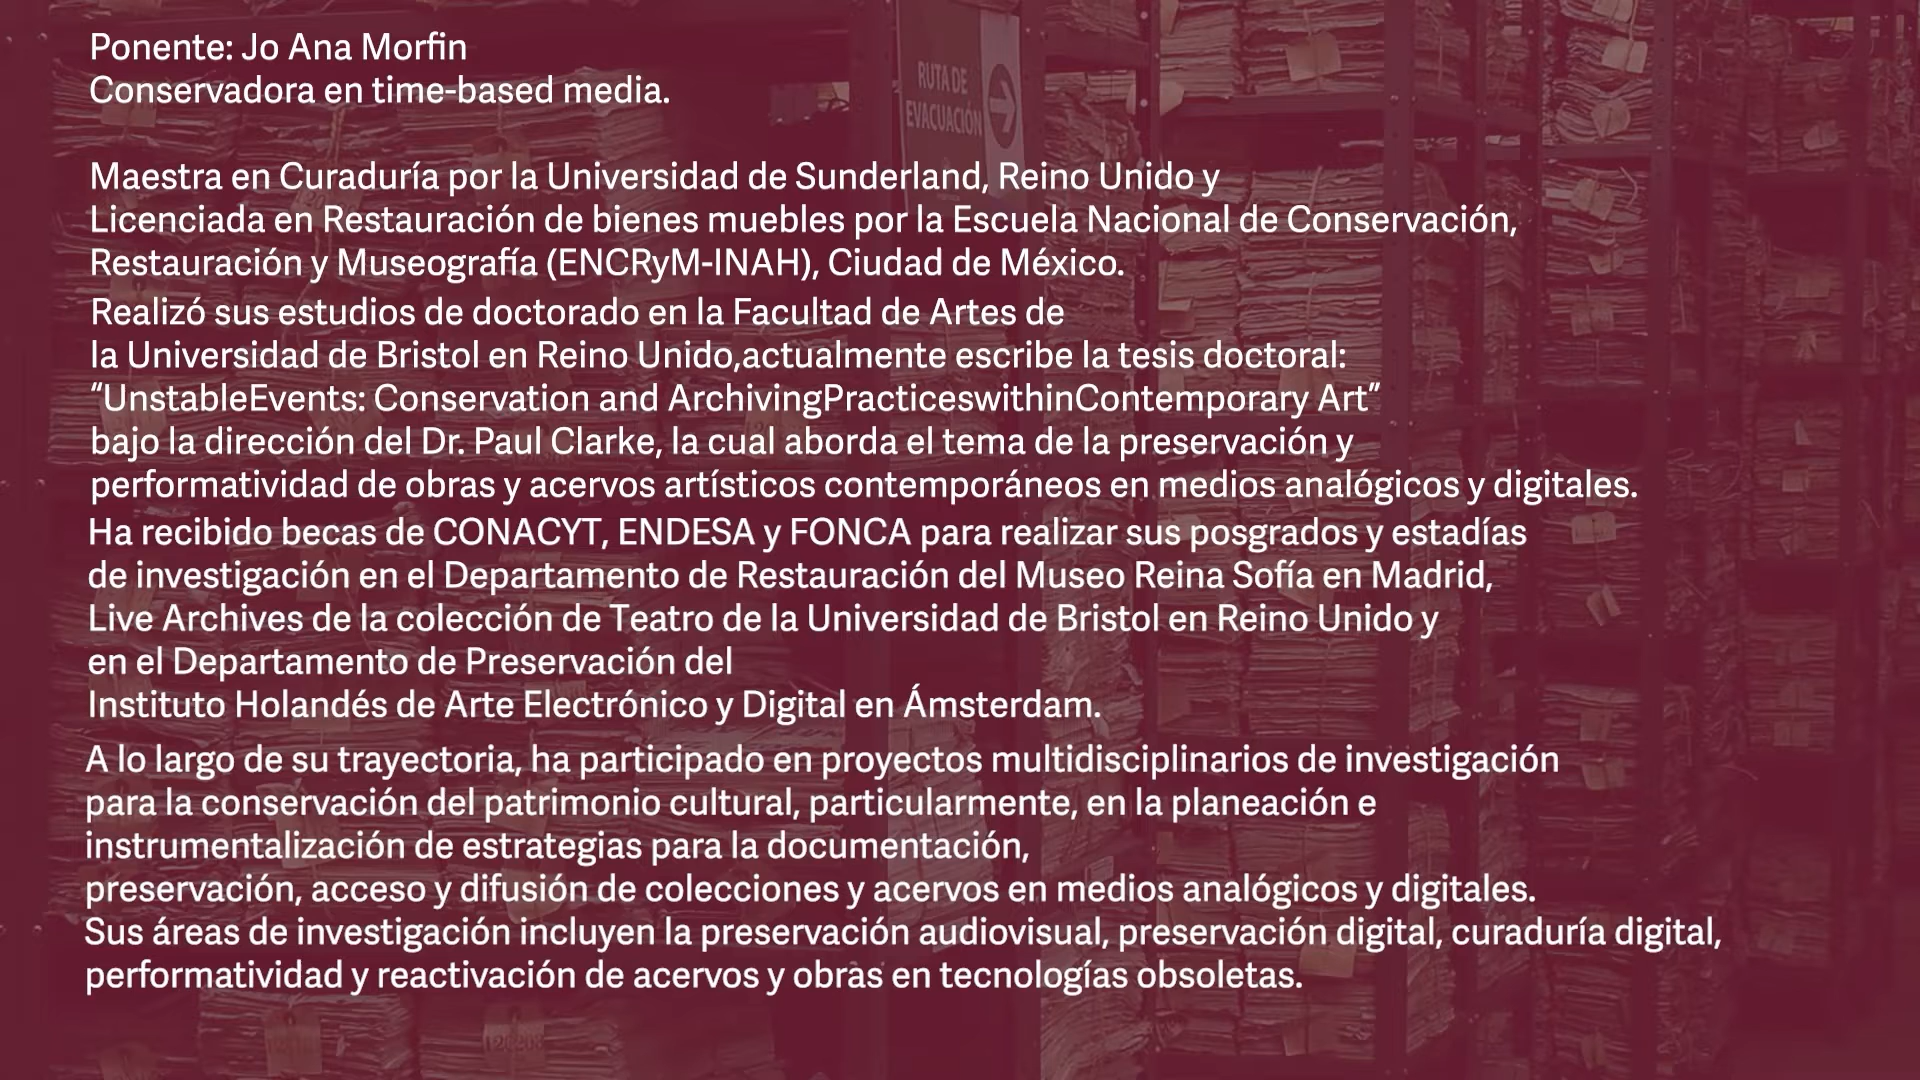 Ponente: Jo Ana Morfin
Conservadora en time-based media.
RUTA DE
EVACUACIÓN
Maestra en Curaduría por la Universidad de Sunderland, Reino Unido y
Licenciada en Restauración de bienes muebles por la Escuela Nacional de Conservación,
Restauración y Museografía (ENCRyM-INAH), Ciudad de México.
Realizó sus estudios de doctorado en la Facultad de Artes de
la Universidad de Bristol en Reino Unido,actualmente escribe la tesis doctoral:
“UnstableEvents: Conservation and ArchivingPracticeswithinContemporary Art”
bajo la dirección del Dr. Paul Clarke, la cual aborda el tema de la preservación y
performatividad de obras y acervos artísticos contemporáneos en medios analógicos y digitales.
Ha recibido becas de CONACYT, ENDESA y FONCA para realizar sus posgrados y estadías
de investigación en el Departamento de Restauración del Museo Reina Sofía en Madrid,
Live Archives de la colección de Teatro de la Universidad de Bristol en Reino Unido y
en el Departamento de Preservación del
Instituto Holandés de Arte Electrónico y Digital en Ámsterdam.
A lo largo de su trayectoria, ha participado en proyectos multidisciplinarios de investigación
para la conservación del patrimonio cultural, particularmente, en la planeación e
instrumentalización de estrategias para la documentación,
preservación, acceso y difusión de colecciones y acervos en medios analógicos y digitales.
Sus áreas de investigación incluyen la preservación audiovisual, preservación digital, curaduría digital,
performatividad y reactivación de acervos y obras en tecnologías obsoletas.